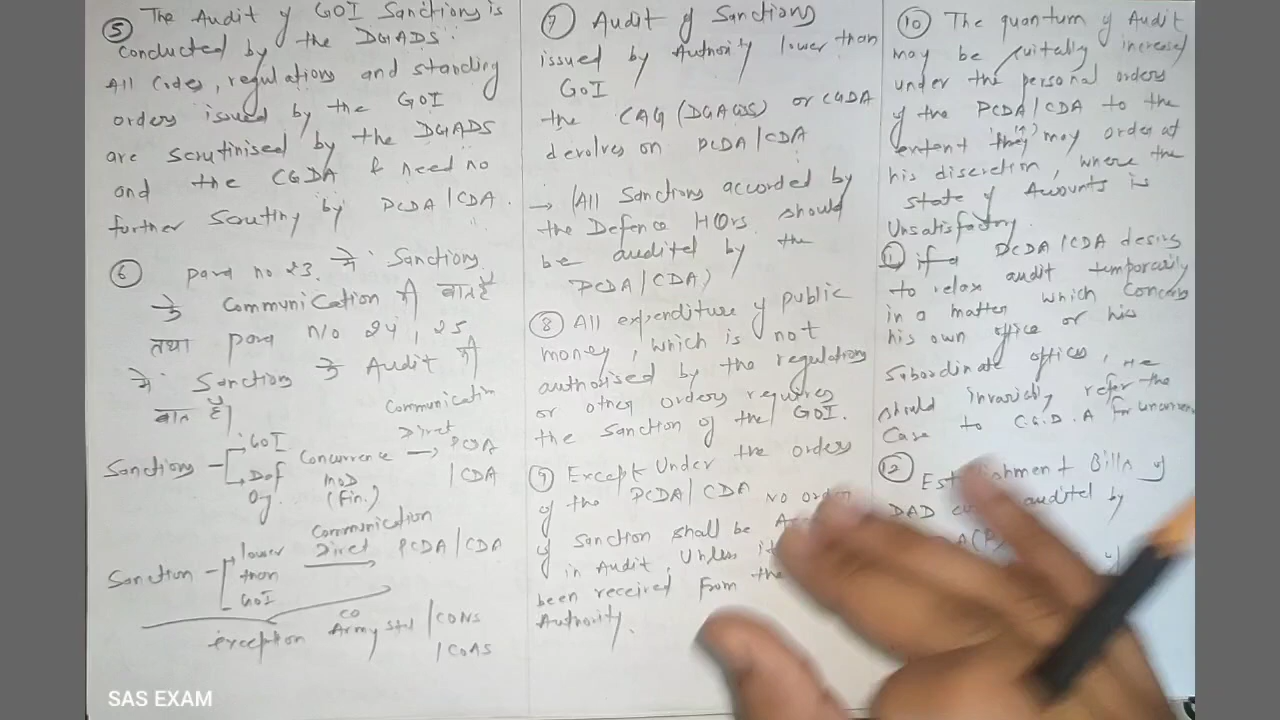 ⑤ The Audit of GOI Sanctions is
conducted by the DGADS.
All Codes, regulations and standing
orders issued by the GOI
are scrutinised by the DGADS
and the CGDA & need no
further Scrutiny by PCDA/CDA.
⑥ para no 23. में Sanctions
के Communication की बात है
तथा para n/o 24, 25
में Sanctions के Audit की
बात है।
Communication
Direct
Sanctions GOI Concurrence → PCDA
Def MOD /CDA
Org. (Fin.)
Communication
Sanction lower Direct PCDA/CDA
than
GOI
exception CO Army Std /CONS
/COAS
⑦ Audit of Sanctions
issued by Authority lower than
GOI
the CAG (DGADS) or CGDA
devolves on PCDA/CDA
→ (All Sanctions accorded by
the Defence HQrs. should
be audited by the
PCDA/CDA)
⑧ All expenditure of public
money, which is not
authorised by the regulations
or other orders requires
the Sanction of the GOI.
⑨ Except Under the orders
of the PCDA/CDA no order
of Sanction shall be
in Audit, Unless it
been received from the
Authority.
⑩ The quantum of Audit
may be suitably increased
under the personal orders
of the PCDA/CDA to the
extent they may order at
his discretion, where the
state of Accounts is
Unsatisfactory.
⑪ if a PCDA/CDA desires
to relax audit temporarily
in a matter which concerns
his own office or his
Subordinate offices, He
should invariably refer the
Case to C.G.D.A for
⑫ Establishment Bills of
DAD audited by